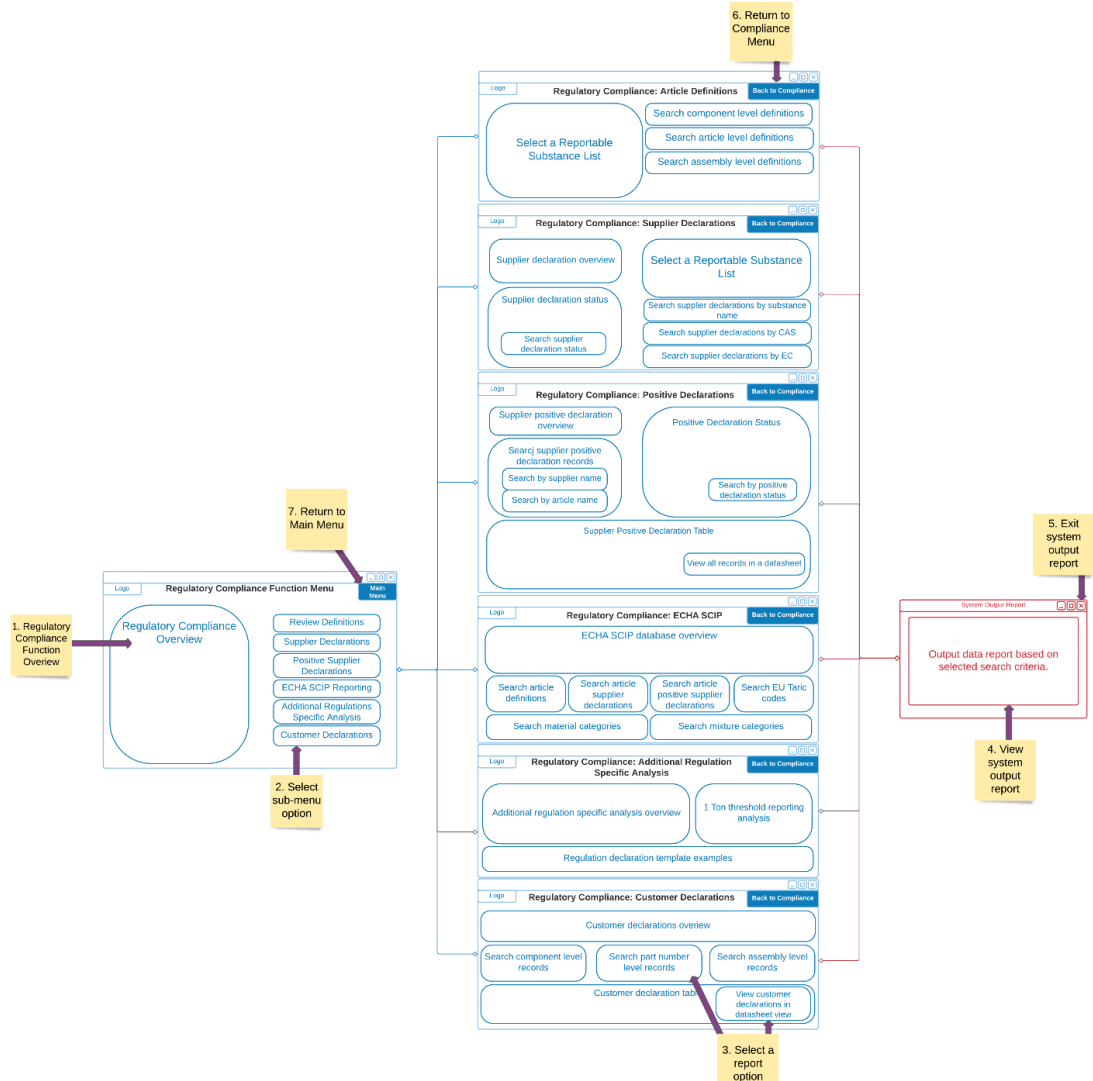 6. Return to
Compliance
Menu
Logo
Regulatory Compliance: Article Definitions
Back to Compliance
Select a Reportable
Substance List
Search component level definitions
Search article level definitions
Search assembly level definitions
Logo
Regulatory Compliance: Supplier Declarations
Back to Compliance
Supplier declaration overview
Supplier declaration status
Search supplier
declaration status
Select a Reportable Substance
List
Search supplier declarations by substance
name
Search supplier declarations by CAS
Search supplier declarations by EC
Logo
Regulatory Compliance: Positive Declarations
Back to Compliance
Supplier positive declaration
overview
Searcj supplier positive
declaration records
Search by supplier name
Search by article name
Positive Declaration Status
Search by positive
declaration status
Supplier Positive Declaration Table
View all records in a datasheet
7. Return to
Main Menu
Logo
Regulatory Compliance Function Menu
Main
Menu
1. Regulatory
Compliance
Function
Overiew
Regulatory Compliance
Overview
Review Definitions
Supplier Declarations
Positive Supplier
Declarations
ECHA SCIP Reporting
Additional Regulations
Specific Analysis
Customer Declarations
2. Select
sub-menu
option
Logo
Regulatory Compliance: ECHA SCIP
Back to Compliance
ECHA SCIP database overview
Search article
definitions
Search article
supplier
declarations
Search article
positive supplier
declarations
Search EU Taric
codes
Search material categories
Search mixture categories
Logo
Regulatory Compliance: Additional Regulation
Specific Analysis
Back to Compliance
Additional regulation specific analysis overview
1 Ton threshold reporting
analysis
Regulation declaration template examples
Logo
Regulatory Compliance: Customer Declarations
Back to Compliance
Customer declarations overiew
Search component level
records
Search part number
level records
Search assembly level
records
Customer declaration table
View customer
declarations in
datasheet view
3. Select a
report
option
5. Exit
system
output
report
System Output Report
Output data report based on
selected search criteria.
4. View
system
output
report